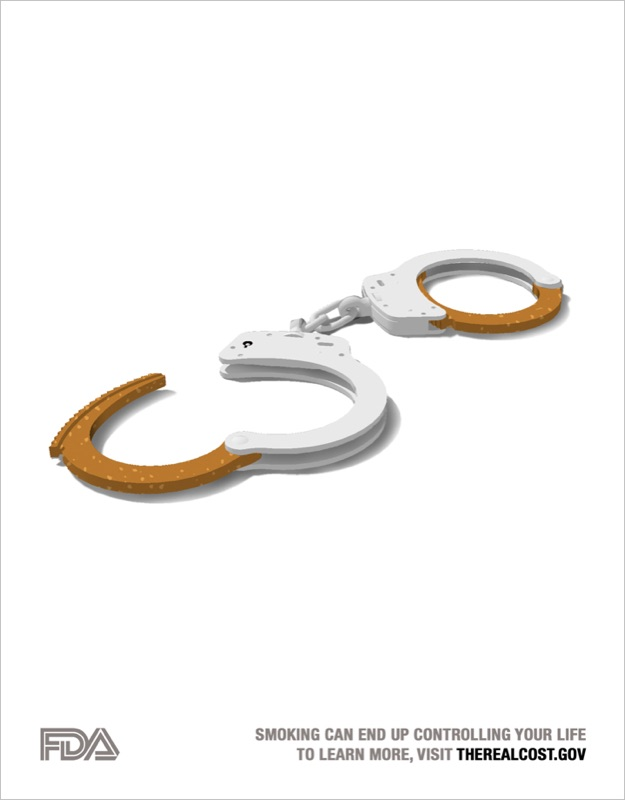 FDA
SMOKING CAN END UP CONTROLLING YOUR LIFE
TO LEARN MORE, VISIT THEREALCOST.GOV